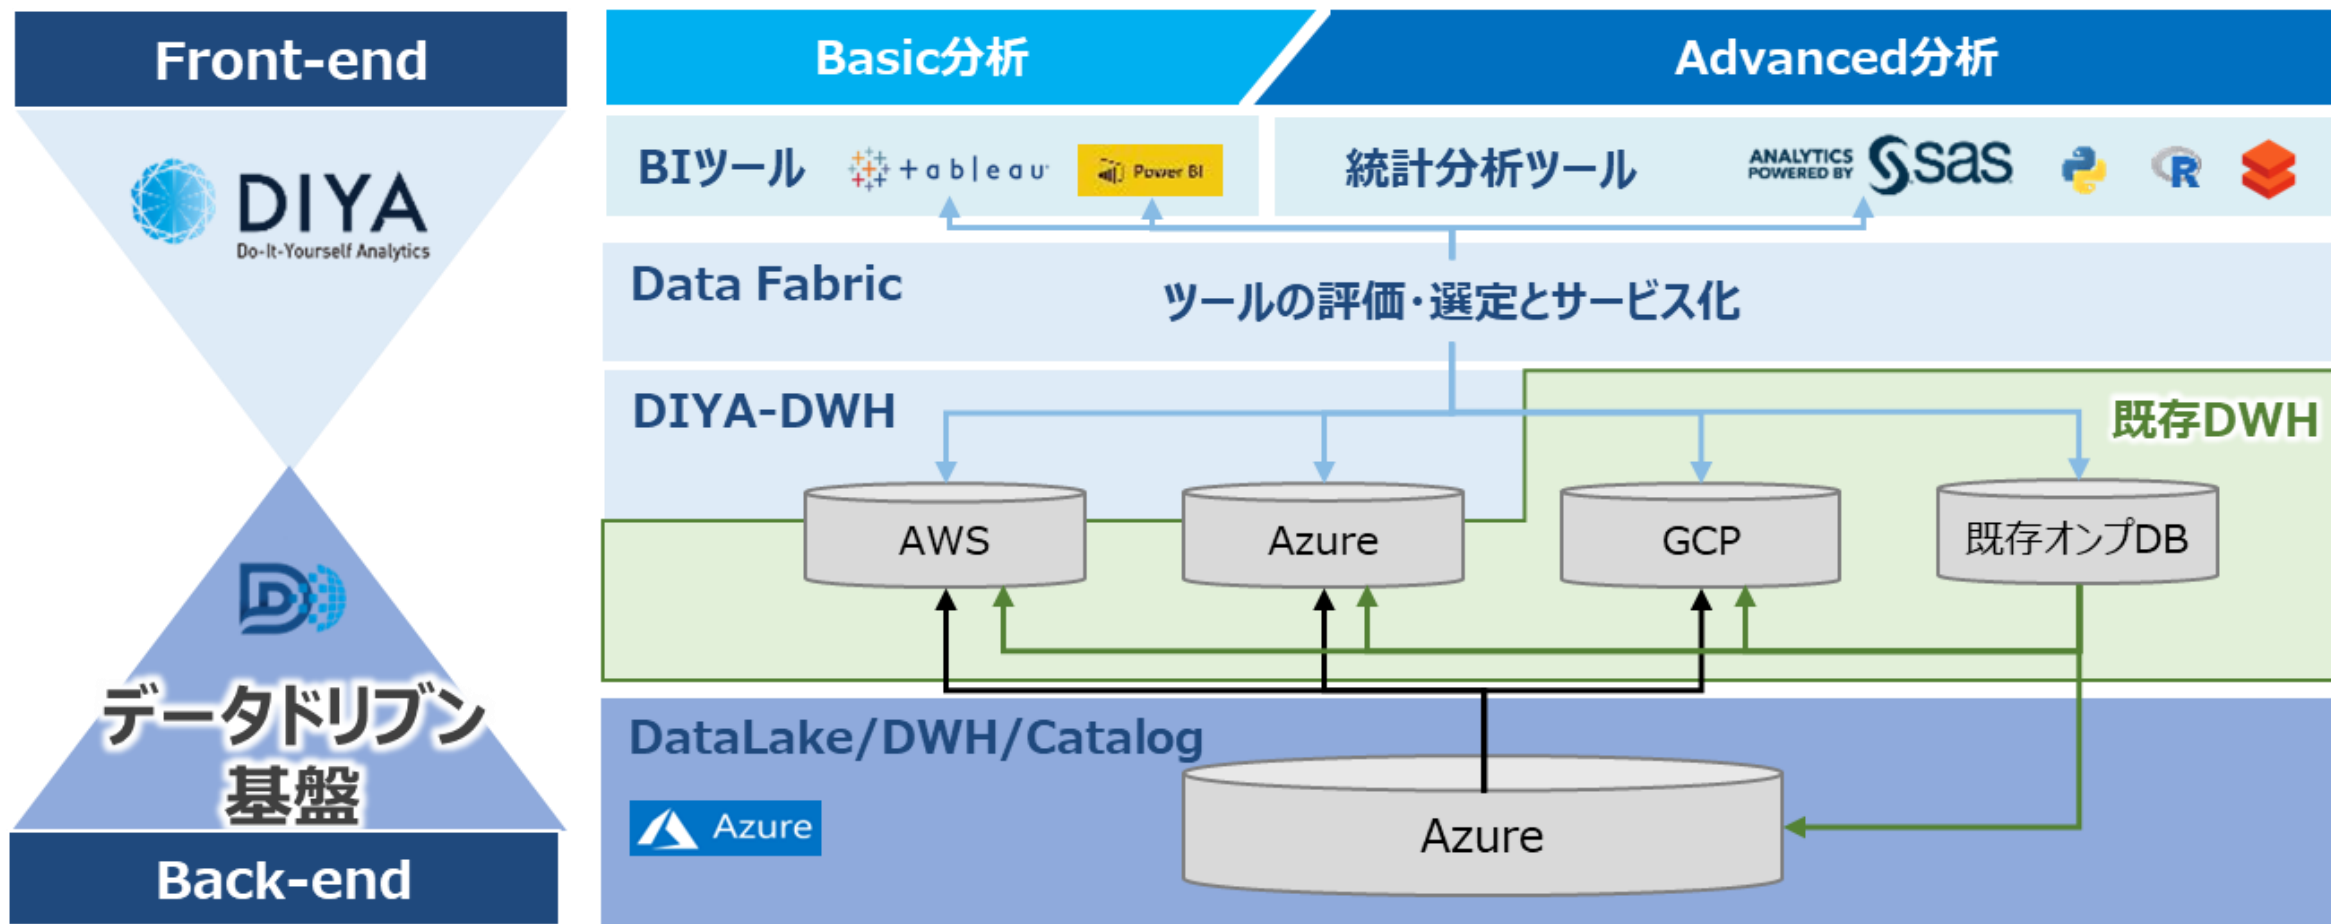 Front-end
DIYA
Do-It-Yourself Analytics
データドリブン
基盤
Back-end
Basic分析
Advanced分析
BIツール
+ableau
Power BI
統計分析ツール
ANALYTICS
POWERED BY
sas
R
Data Fabric
ツールの評価・選定とサービス化
DIYA-DWH
既存DWH
AWS
Azure
GCP
既存オンプDB
DataLake/DWH/Catalog
Azure
Azure